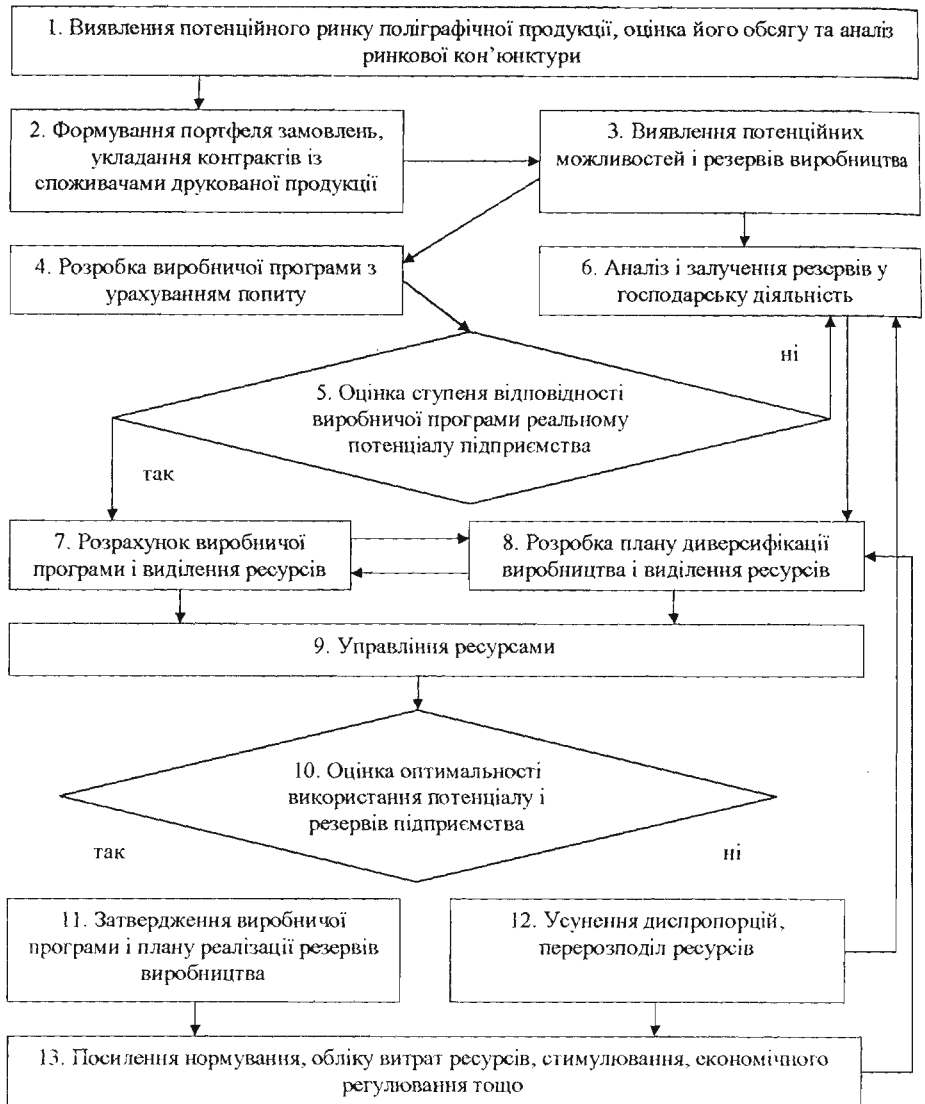 1. Виявлення потенційного ринку поліграфічної продукції, оцінка його обсягу та аналіз
ринкової кон’юнктури
2. Формування портфеля замовлень,
укладання контрактів із
споживачами друкованої продукції
3. Виявлення потенційних
можливостей і резервів виробництва
4. Розробка виробничої програми з
урахуванням попиту
6. Аналіз і залучення резервів у
господарську діяльність
ні
5. Оцінка ступеня відповідності
виробничої програми реальному
потенціалу підприємства
так
7. Розрахунок виробничої
програми і виділення ресурсів
8. Розробка плану диверсифікації
виробництва і виділення ресурсів
9. Управління ресурсами
10. Оцінка оптимальності
використання потенціалу і
резервів підприємства
так
ні
11. Затвердження виробничої
програми і плану реалізації резервів
виробництва
12. Усунення диспропорцій,
перерозподіл ресурсів
13. Посилення нормування, обліку витрат ресурсів, стимулювання, економічного
регулювання тощо